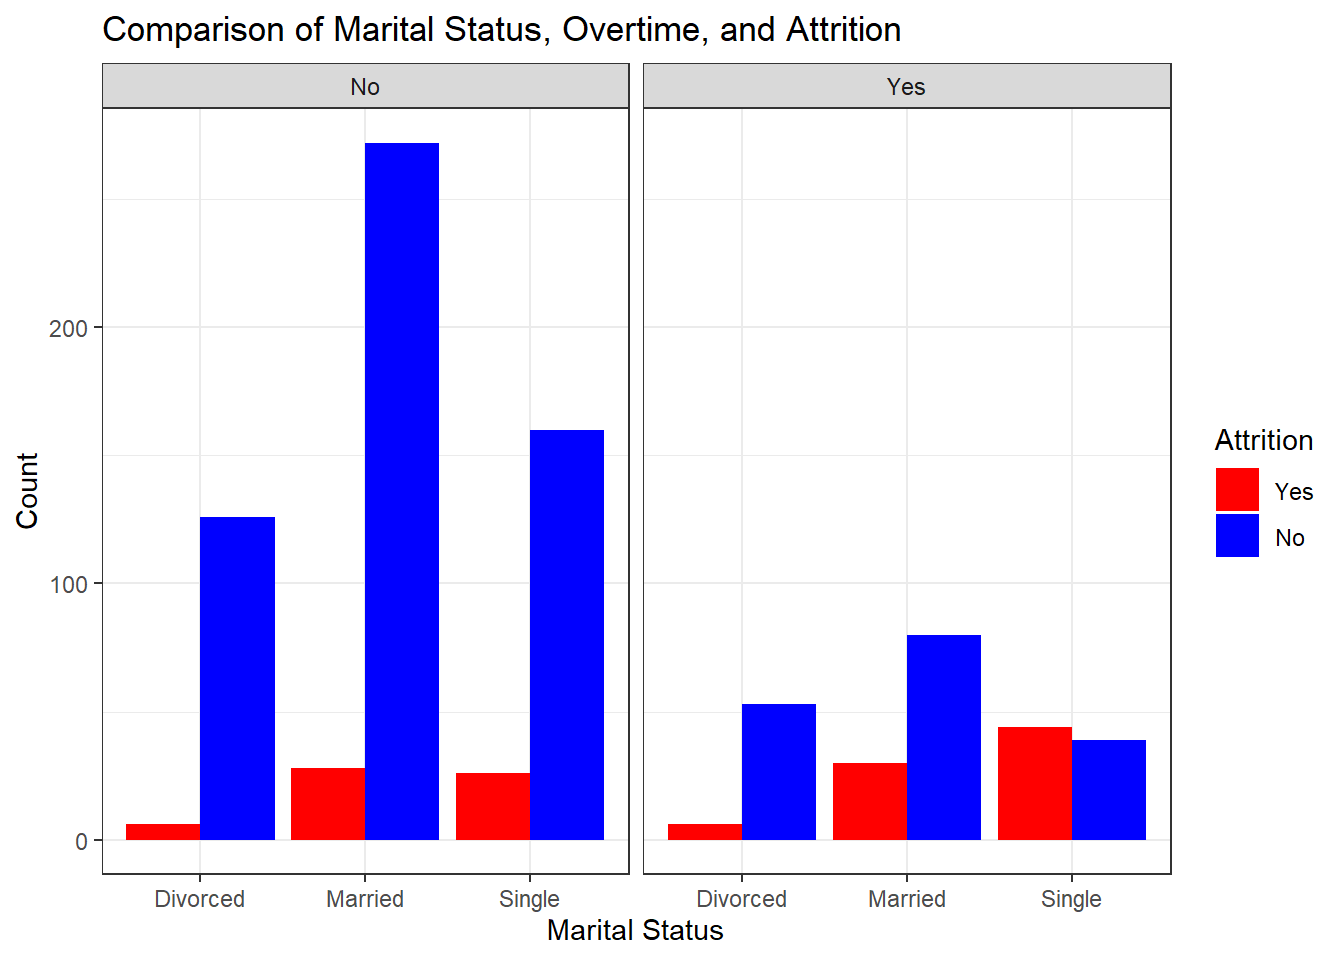 Comparison of Marital Status, Overtime, and Attrition
No
Yes
Count
200
100
0
Divorced Married Single
Divorced Married Single
Marital Status
Attrition
Yes
No